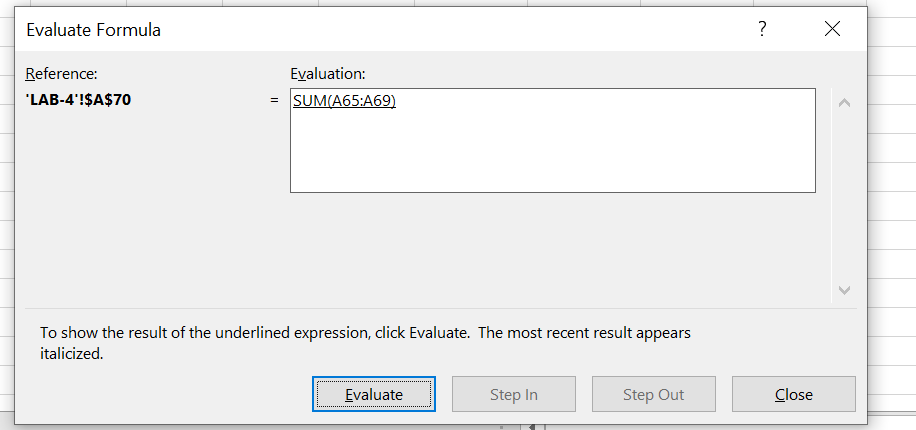 Evaluate Formula
?
Reference:
Evaluation:
'LAB-4'!$A$70
=
SUM(A65:A69)
To show the result of the underlined expression, click Evaluate.  The most recent result appears
italicized.
Evaluate
Step In
Step Out
Close